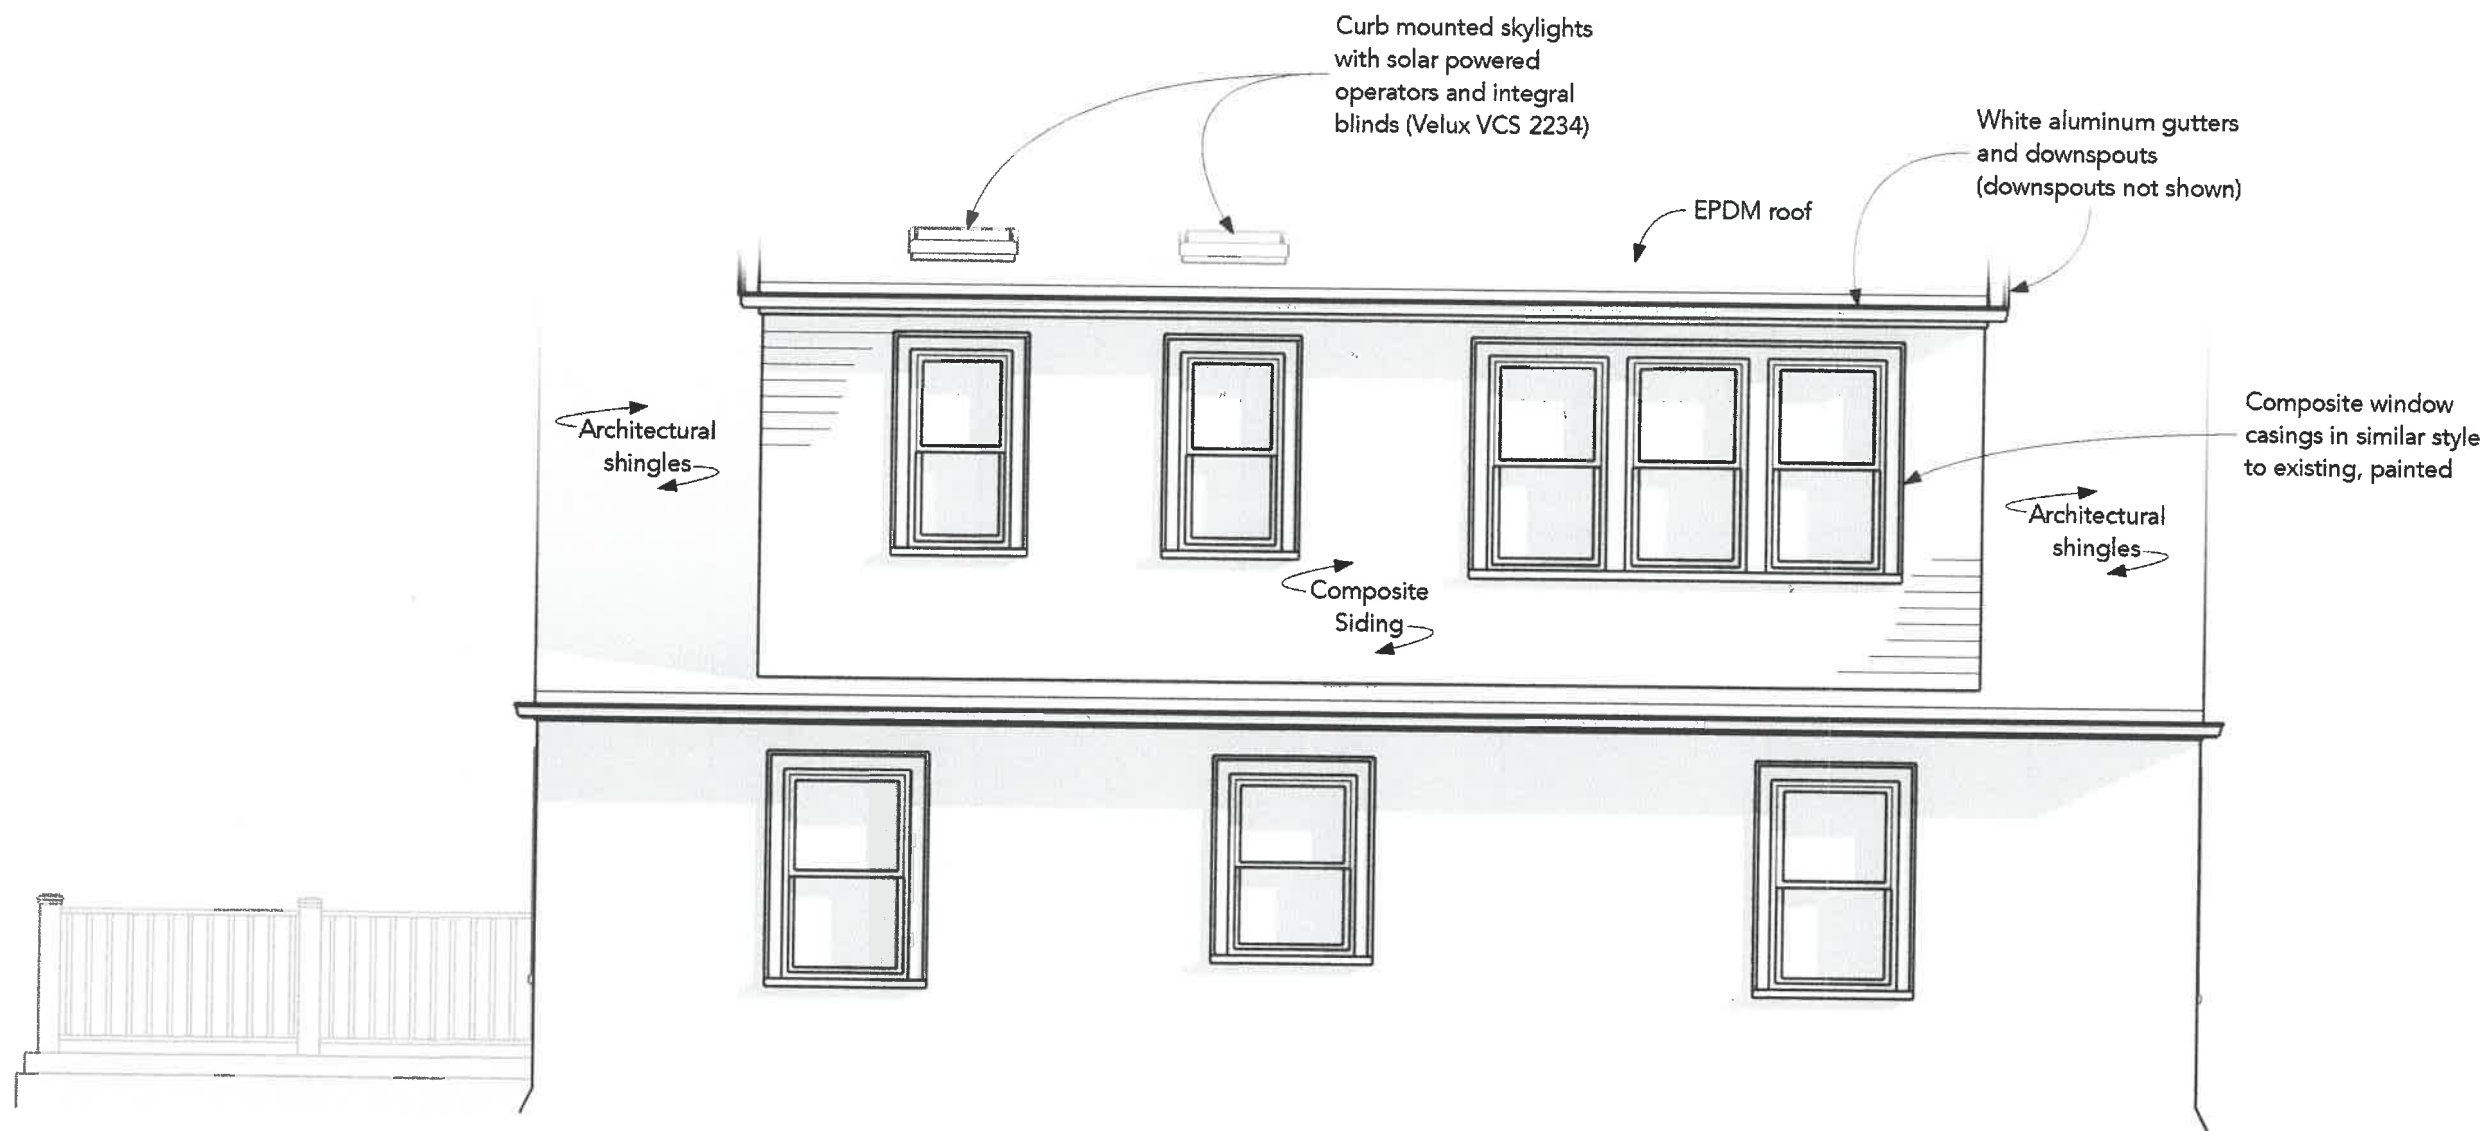 Curb mounted skylights
with solar powered
operators and integral
blinds (Velux VCS 2234)
White aluminum gutters
and downspouts
(downspouts not shown)
EPDM roof
Composite window
casings in similar style
to existing, painted
Architectural
shingles
Architectural
shingles
Composite
Siding